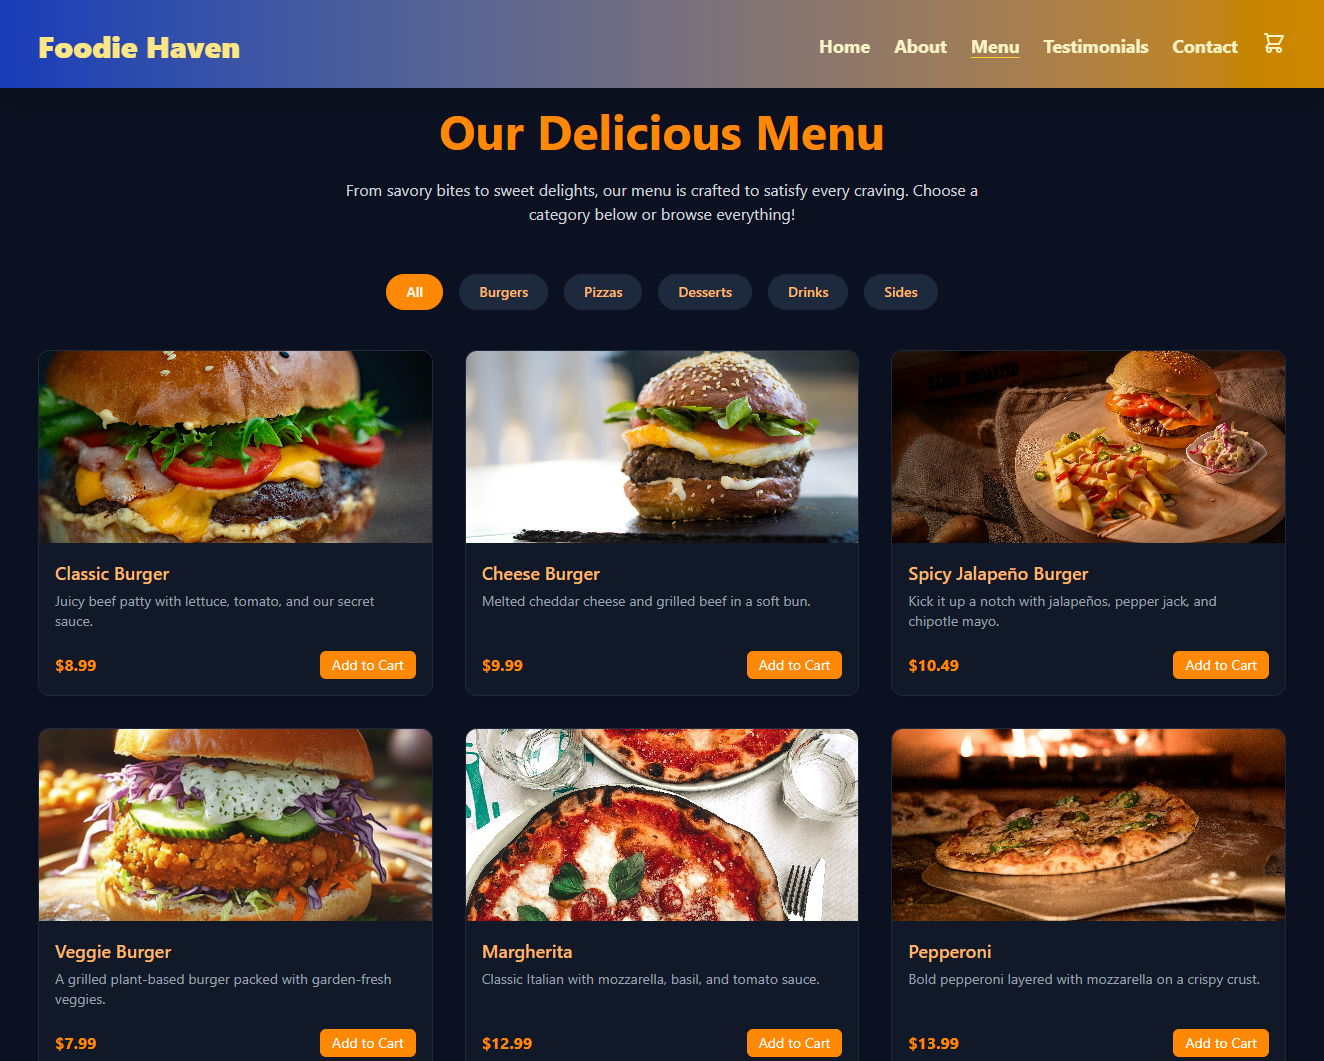 Foodie Haven
Home About Menu Testimonials Contact
Our Delicious Menu
From savory bites to sweet delights, our menu is crafted to satisfy every craving. Choose a
category below or browse everything!
All Burgers Pizzas Desserts Drinks Sides
Classic Burger
Juicy beef patty with lettuce, tomato, and our secret
sauce.
$8.99 Add to Cart
Cheese Burger
Melted cheddar cheese and grilled beef in a soft bun.
$9.99 Add to Cart
Spicy Jalapeño Burger
Kick it up a notch with jalapeños, pepper jack, and
chipotle mayo.
$10.49 Add to Cart
Veggie Burger
A grilled plant-based burger packed with garden-fresh
veggies.
$7.99 Add to Cart
Margherita
Classic Italian with mozzarella, basil, and tomato sauce.
$12.99 Add to Cart
Pepperoni
Bold pepperoni layered with mozzarella on a crispy crust.
$13.99 Add to Cart